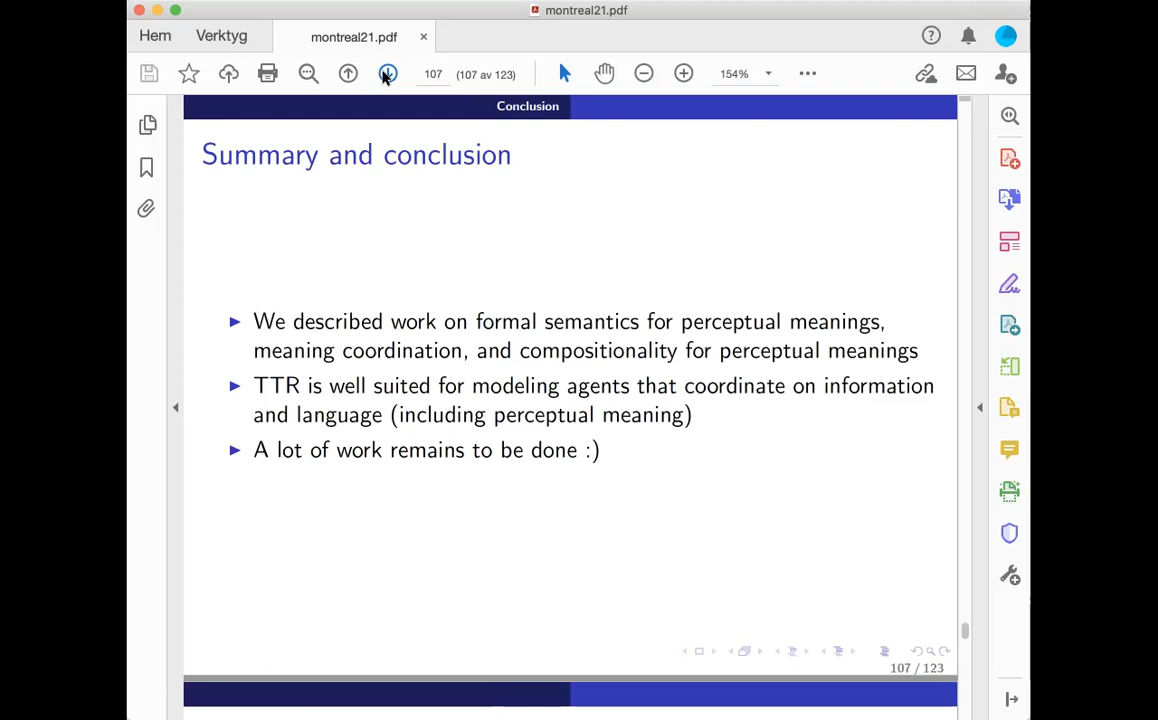 montreal21.pdf
Hem Verktyg montreal21.pdf ×
107 (107 av 123) 154%
Conclusion
Summary and conclusion
We described work on formal semantics for perceptual meanings,
meaning coordination, and compositionality for perceptual meanings
TTR is well suited for modeling agents that coordinate on information
and language (including perceptual meaning)
A lot of work remains to be done :)
107 / 123